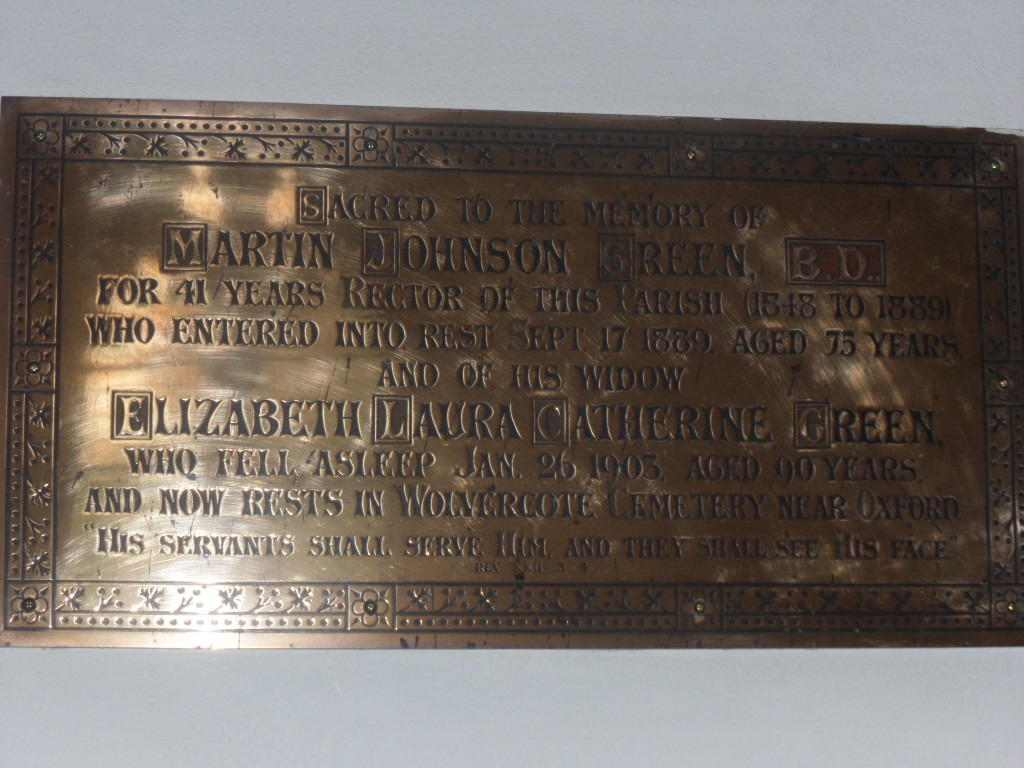 SACRED TO THE MEMORY OF
MARTIN JOHNSON GREEN, B.D.,
FOR 41 YEARS RECTOR OF THIS PARISH (1848 TO 1889)
WHO ENTERED INTO REST SEPT. 17 1889, AGED 75 YEARS.
AND OF HIS WIDOW
ELIZABETH LAURA CATHERINE GREEN,
WHO FELL ASLEEP JAN. 26 1903, AGED 90 YEARS.
AND NOW RESTS IN WOLVERCOTE CEMETERY NEAR OXFORD.
"HIS SERVANTS SHALL SERVE HIM, AND THEY SHALL SEE HIS FACE."
REV. XXII. 3. 4.